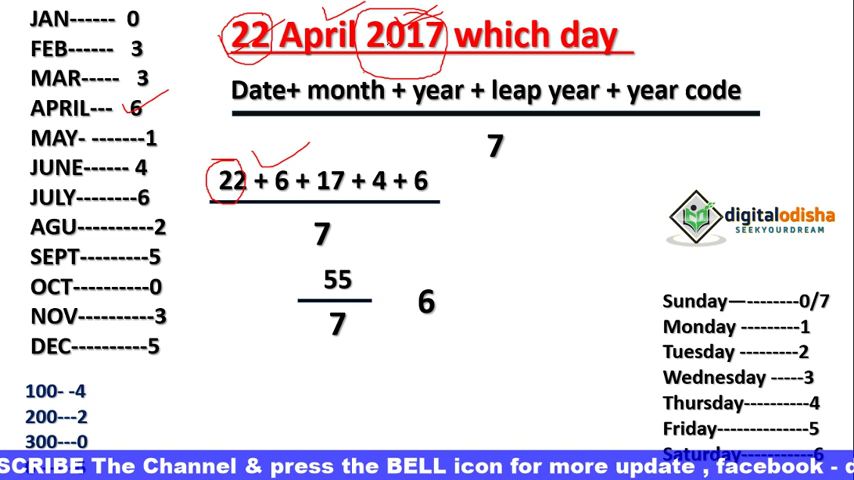 JAN------ 0
FEB------ 3
MAR----- 3
APRIL--- 6
MAY- -------1
JUNE------ 4
JULY--------6
AGU----------2
SEPT---------5
OCT----------0
NOV----------3
DEC----------5
100- -4
200---2
300---0
22 April 2017 which day
Date+ month + year + leap year + year code
7
22 + 6 + 17 + 4 + 6
7
55
7
6
digitalodisha
SEEKYOURDREAM
Sunday—--------0/7
Monday ---------1
Tuesday ---------2
Wednesday -----3
Thursday----------4
Friday--------------5
Saturday-----------6
SCRIBE The Channel & press the BELL icon for more update , facebook - d